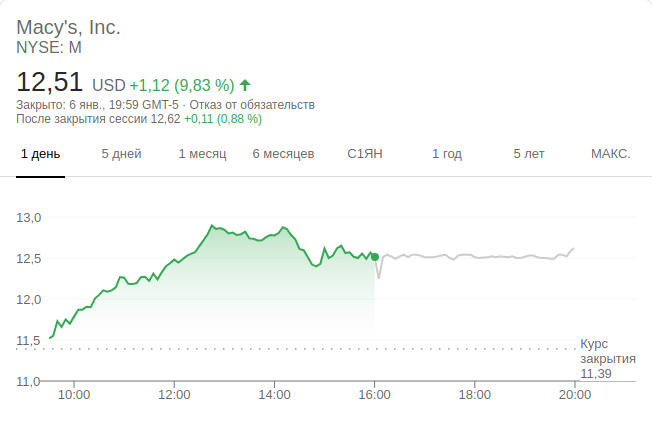 Macy's, Inc.
NYSE: M
12,51 USD +1,12 (9,83 %)
Закрыто: 6 янв., 19:59 GMT-5 · Отказ от обязательств
После закрытия сессии 12,62 +0,11 (0,88 %)
1 день 5 дней 1 месяц 6 месяцев С1ЯН 1 год 5 лет МАКС.
13,0
12,5
12,0
11,5
Курс
закрытия
11,39
11,0
10:00 12:00 14:00 16:00 18:00 20:00